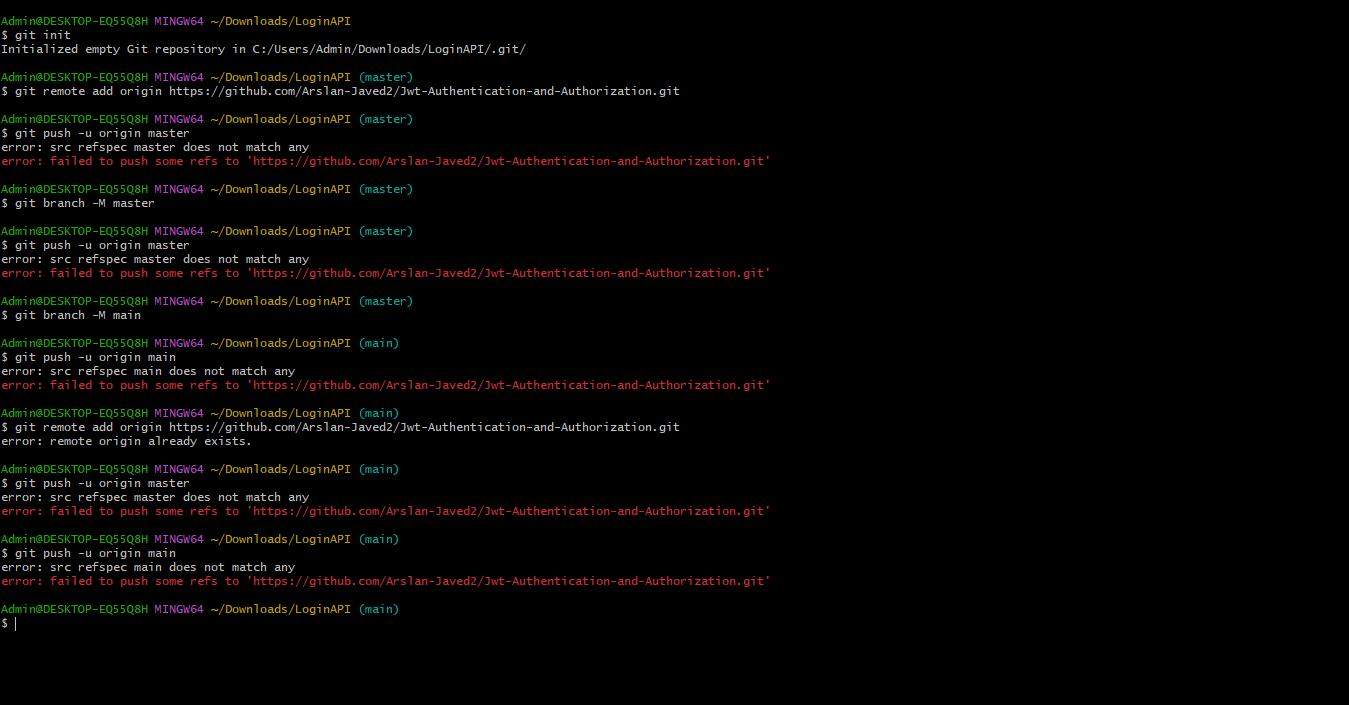 Admin@DESKTOP-EQ55Q8H MINGW64 ~/Downloads/LoginAPI
$ git init
Initialized empty Git repository in C:/Users/Admin/Downloads/LoginAPI/.git/
Admin@DESKTOP-EQ55Q8H MINGW64 ~/Downloads/LoginAPI (master)
$ git remote add origin https://github.com/Arslan-Javed2/Jwt-Authentication-and-Authorization.git
Admin@DESKTOP-EQ55Q8H MINGW64 ~/Downloads/LoginAPI (master)
$ git push -u origin master
error: src refspec master does not match any
error: failed to push some refs to 'https://github.com/Arslan-Javed2/Jwt-Authentication-and-Authorization.git'
Admin@DESKTOP-EQ55Q8H MINGW64 ~/Downloads/LoginAPI (master)
$ git branch -M master
Admin@DESKTOP-EQ55Q8H MINGW64 ~/Downloads/LoginAPI (master)
$ git push -u origin master
error: src refspec master does not match any
error: failed to push some refs to 'https://github.com/Arslan-Javed2/Jwt-Authentication-and-Authorization.git'
Admin@DESKTOP-EQ55Q8H MINGW64 ~/Downloads/LoginAPI (master)
$ git branch -M main
Admin@DESKTOP-EQ55Q8H MINGW64 ~/Downloads/LoginAPI (main)
$ git push -u origin main
error: src refspec main does not match any
error: failed to push some refs to 'https://github.com/Arslan-Javed2/Jwt-Authentication-and-Authorization.git'
Admin@DESKTOP-EQ55Q8H MINGW64 ~/Downloads/LoginAPI (main)
$ git remote add origin https://github.com/Arslan-Javed2/Jwt-Authentication-and-Authorization.git
error: remote origin already exists.
Admin@DESKTOP-EQ55Q8H MINGW64 ~/Downloads/LoginAPI (main)
$ git push -u origin master
error: src refspec master does not match any
error: failed to push some refs to 'https://github.com/Arslan-Javed2/Jwt-Authentication-and-Authorization.git'
Admin@DESKTOP-EQ55Q8H MINGW64 ~/Downloads/LoginAPI (main)
$ git push -u origin main
error: src refspec main does not match any
error: failed to push some refs to 'https://github.com/Arslan-Javed2/Jwt-Authentication-and-Authorization.git'
Admin@DESKTOP-EQ55Q8H MINGW64 ~/Downloads/LoginAPI (main)
$